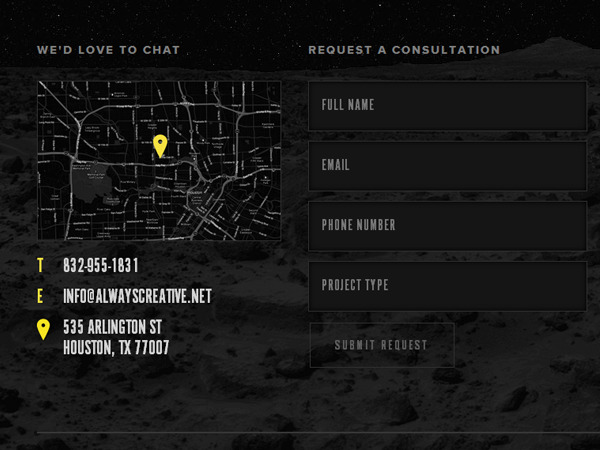 WE'D LOVE TO CHAT
T 832-955-1831
E INFO@ALWAYSCREATIVE.NET
535 ARLINGTON ST
HOUSTON, TX 77007
REQUEST A CONSULTATION
FULL NAME
EMAIL
PHONE NUMBER
PROJECT TYPE
SUBMIT REQUEST